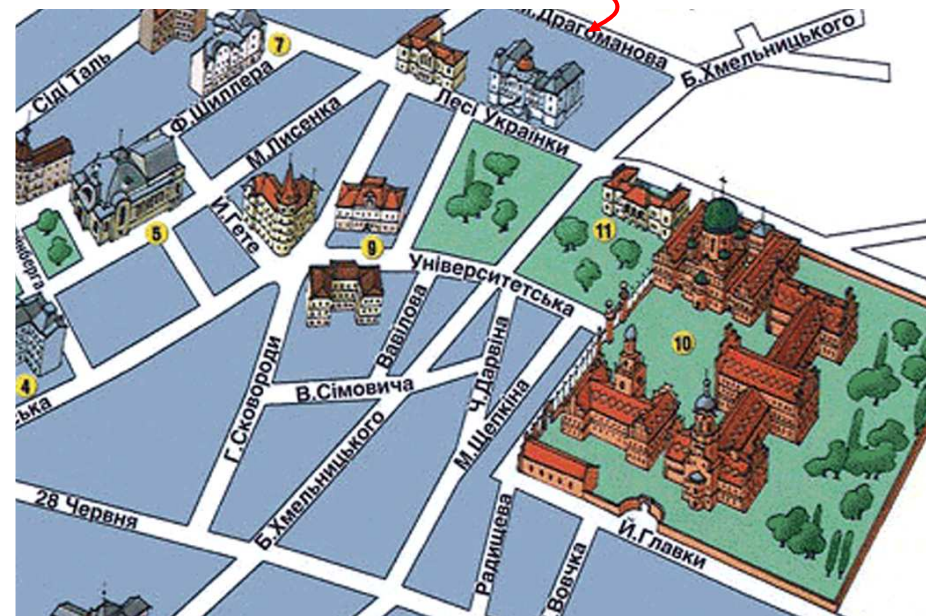 М.Драгоманова
Б.Хмельницького
7
Сіді Таль
Ф.Шиллера
М.Лисенка
Лесі Українки
Й.Гете
5
9
11
Університетська
Вавілова
10
4
ська
В.Сімовича
Ч.Дарвіна
М.Щепкіна
Г.Сковороди
Б.Хмельницького
28 Червня
Радищева
Вовчка
Й.Главки